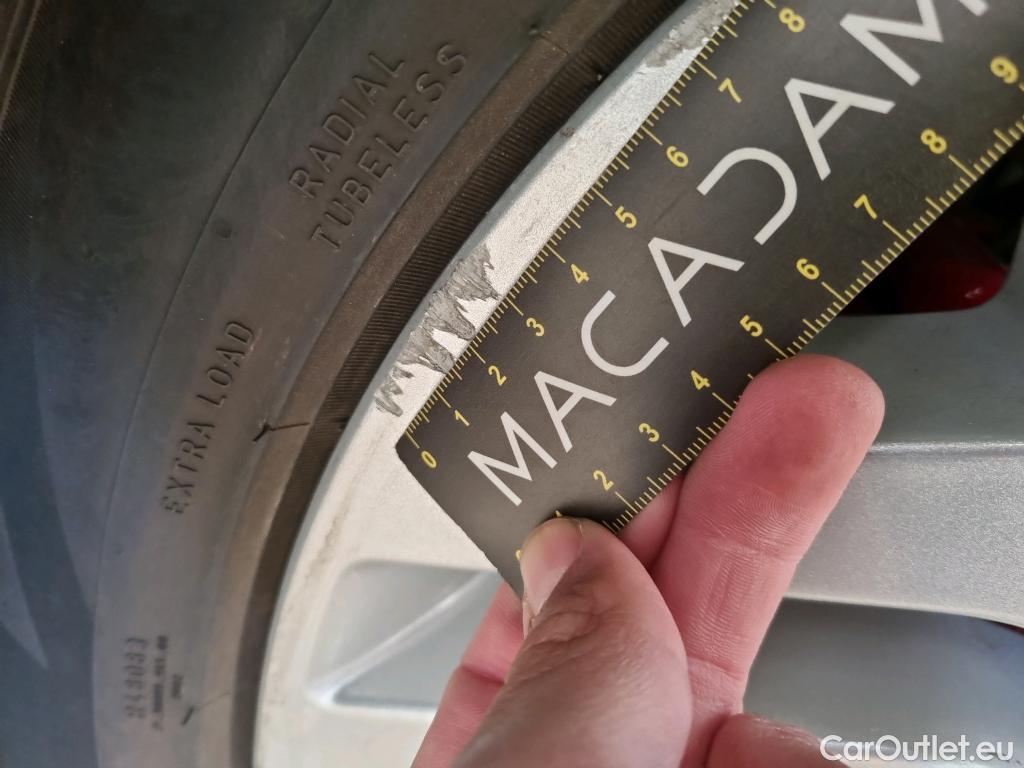 RADIAL
TUBELESS
EXTRA LOAD
MACADAM
0 1 2 3 4 5 6 7 8
2 3 4 5 6 7 8 9
CarOutlet.eu